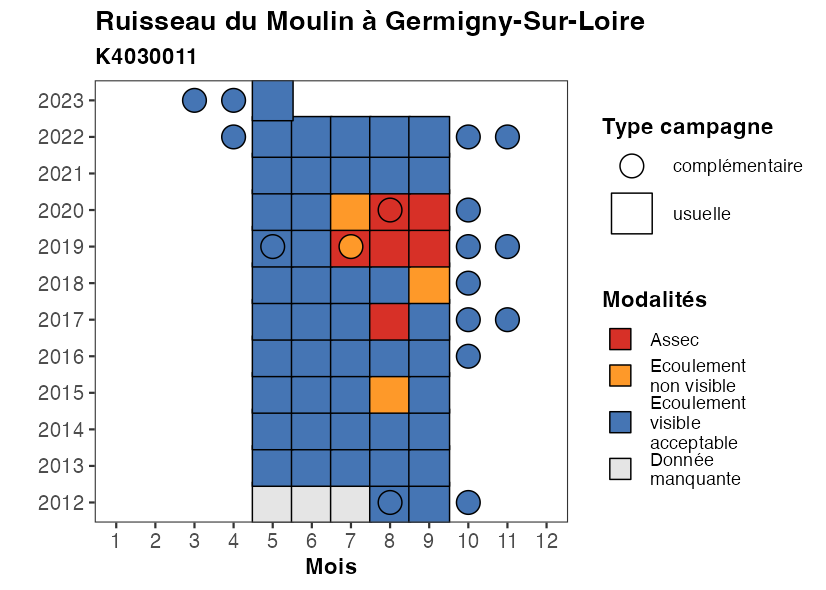 Ruisseau du Moulin à Germigny-Sur-Loire
K4030011
2023
2022
2021
2020
2019
2018
2017
2016
2015
2014
2013
2012
1 2 3 4 5 6 7 8 9 10 11 12
Mois
Type campagne
complémentaire
usuelle
Modalités
Assec
Ecoulement
non visible
Ecoulement
visible
acceptable
Donnée
manquante